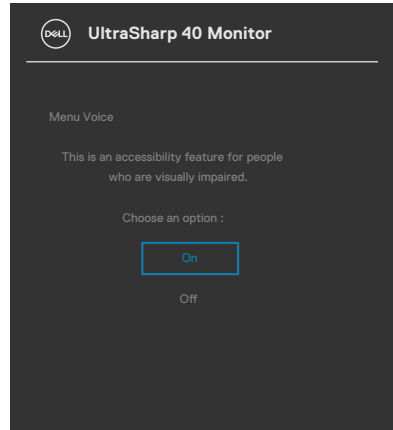 DELL
UltraSharp 40 Monitor
Menu Voice
This is an accessibility feature for people
who are visually impaired.
Choose an option :
On
Off